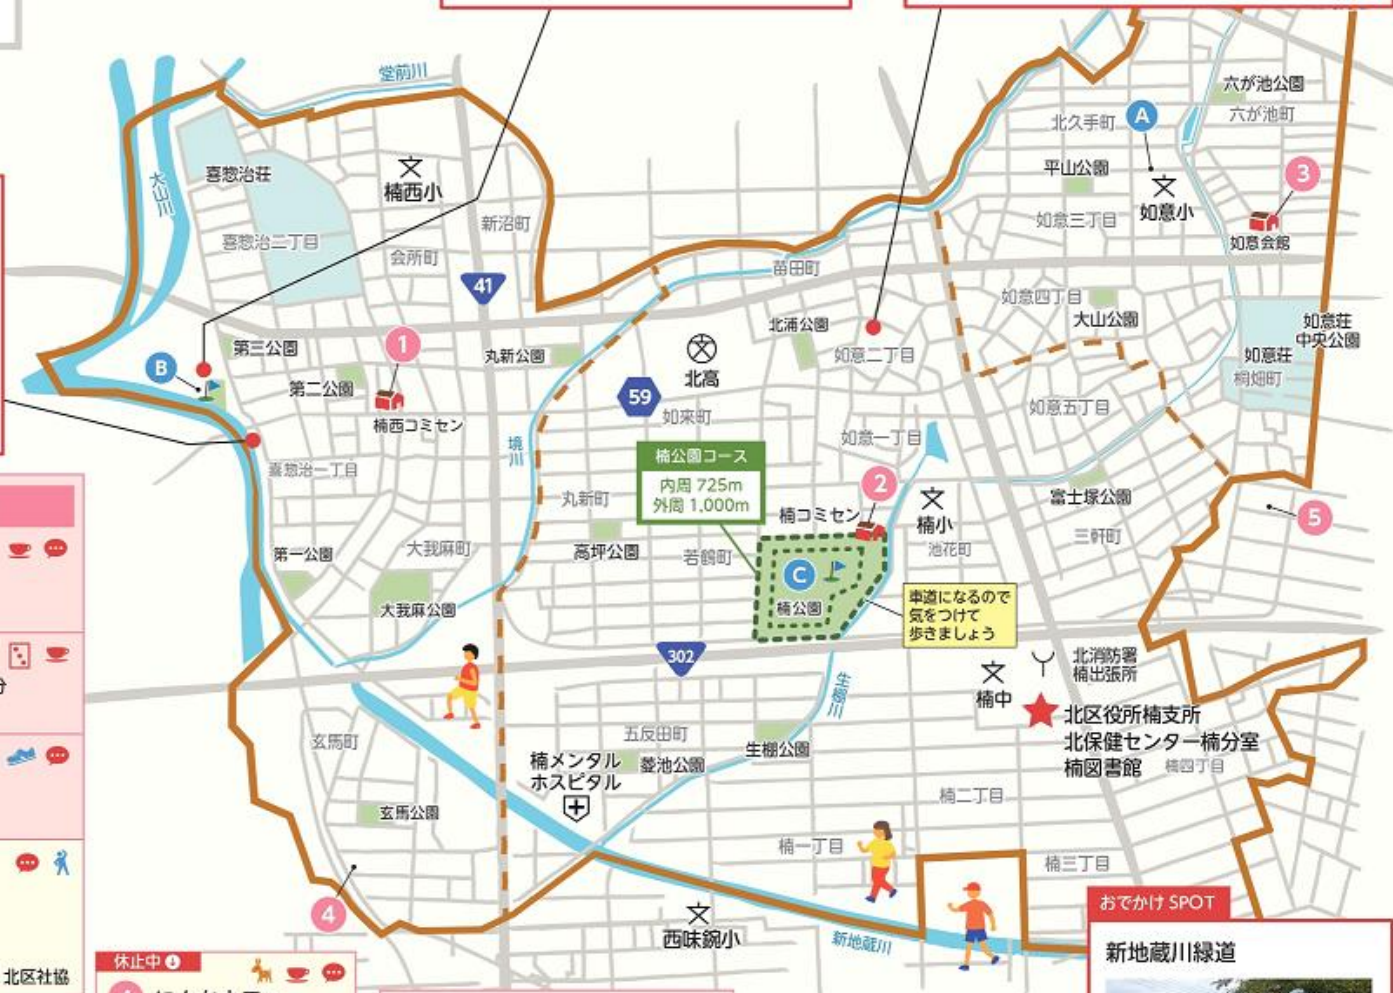 堂前川
六が池公園
北久手町
A
六が池町
大山川
喜惣治荘
楠西小
平山公園
3
如意小
新沼町
如意三丁目
如意会館
喜惣治二丁目
会所町
苗田町
41
如意四丁目
大山公園
如意荘
中央公園
北浦公園
1
第三公園
丸新公園
如意二丁目
如意荘
B
第二公園
北高
桐畑町
59
如来町
如意五丁目
楠西コミセン
境川
如意一丁目
楠公園コース
内周 725m
外周 1,000m
喜惣治一丁目
2
丸新町
楠コミセン
楠小
富士塚公園
5
三軒町
第一公園
大我麻町
高坪公園
若鶴町
池花町
C
楠公園
車道になるので
気をつけて
歩きましょう
大我麻公園
302
北消防署
楠出張所
生棚川
楠中
北区役所楠支所
北保健センター楠分室
楠図書館
楠四丁目
玄馬町
五反田町
生棚公園
楠メンタル
ホスピタル
菱池公園
楠二丁目
玄馬公園
楠一丁目
楠三丁目
4
おでかけ SPOT
西味鋺小
新地蔵川
新地蔵川緑道
北区社協
休止中